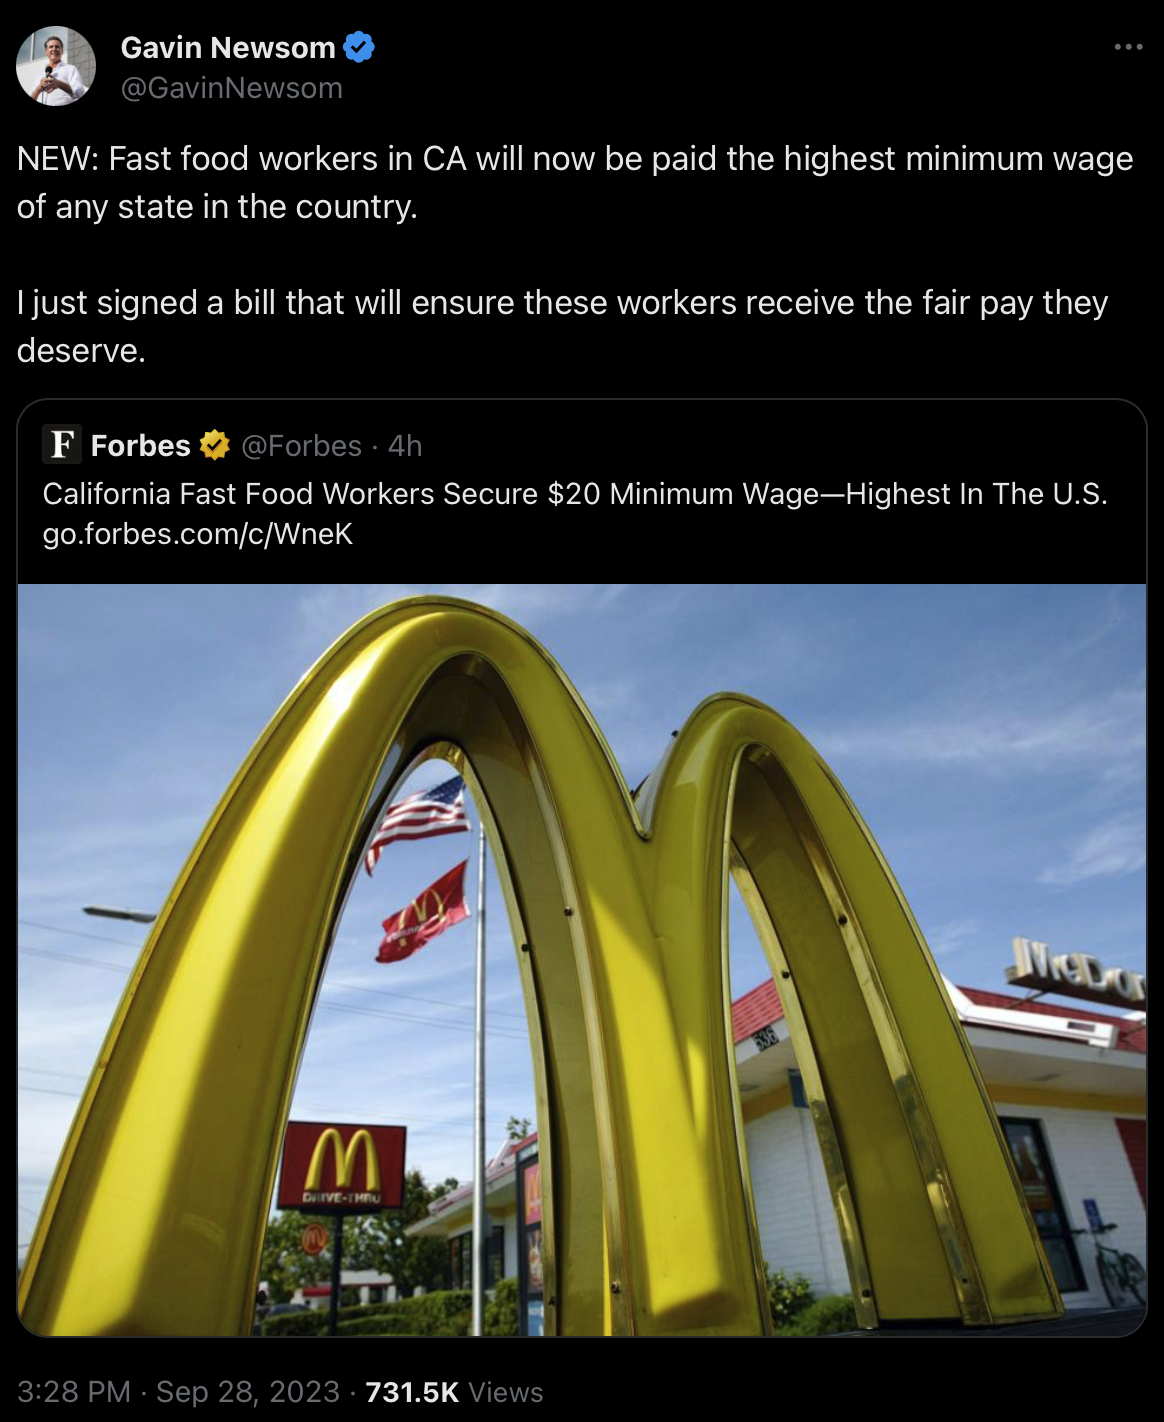 Gavin Newsom
@GavinNewsom
NEW: Fast food workers in CA will now be paid the highest minimum wage
of any state in the country.
I just signed a bill that will ensure these workers receive the fair pay they
deserve.
F Forbes @Forbes · 4h
California Fast Food Workers Secure $20 Minimum Wage—Highest In The U.S.
go.forbes.com/c/WneK
McDo
536
DRIVE-THRU
3:28 PM · Sep 28, 2023 · 731.5K Views